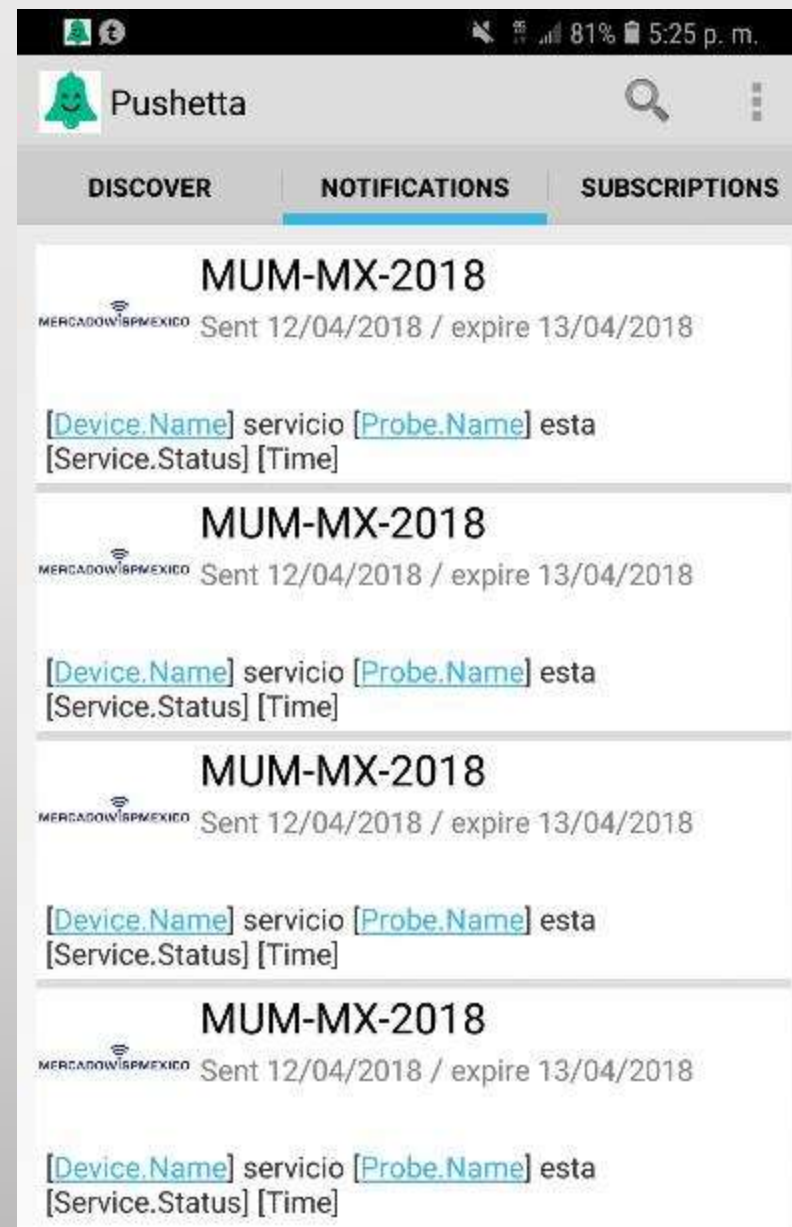 81% 5:25 p. m.
Pushetta
DISCOVER NOTIFICATIONS SUBSCRIPTIONS
MUM-MX-2018
MERCADOWISPMEXICO Sent 12/04/2018 / expire 13/04/2018
[Device.Name] servicio [Probe.Name] esta
[Service.Status] [Time]
MUM-MX-2018
MERCADOWISPMEXICO Sent 12/04/2018 / expire 13/04/2018
[Device.Name] servicio [Probe.Name] esta
[Service.Status] [Time]
MUM-MX-2018
MERCADOWISPMEXICO Sent 12/04/2018 / expire 13/04/2018
[Device.Name] servicio [Probe.Name] esta
[Service.Status] [Time]
MUM-MX-2018
MERCADOWISPMEXICO Sent 12/04/2018 / expire 13/04/2018
[Device.Name] servicio [Probe.Name] esta
[Service.Status] [Time]